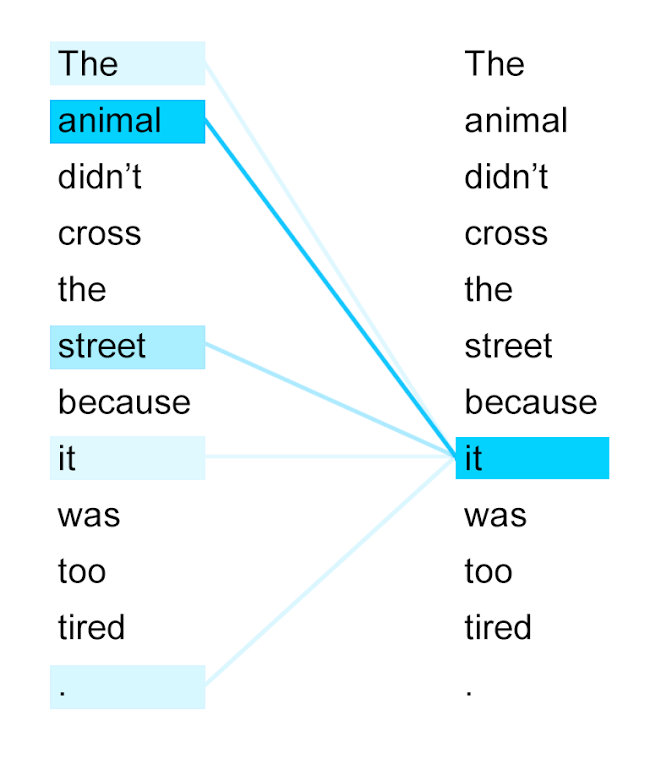 The The
animal animal
didn’t didn’t
cross cross
the the
street street
because because
it it
was was
too too
tired tired
. .